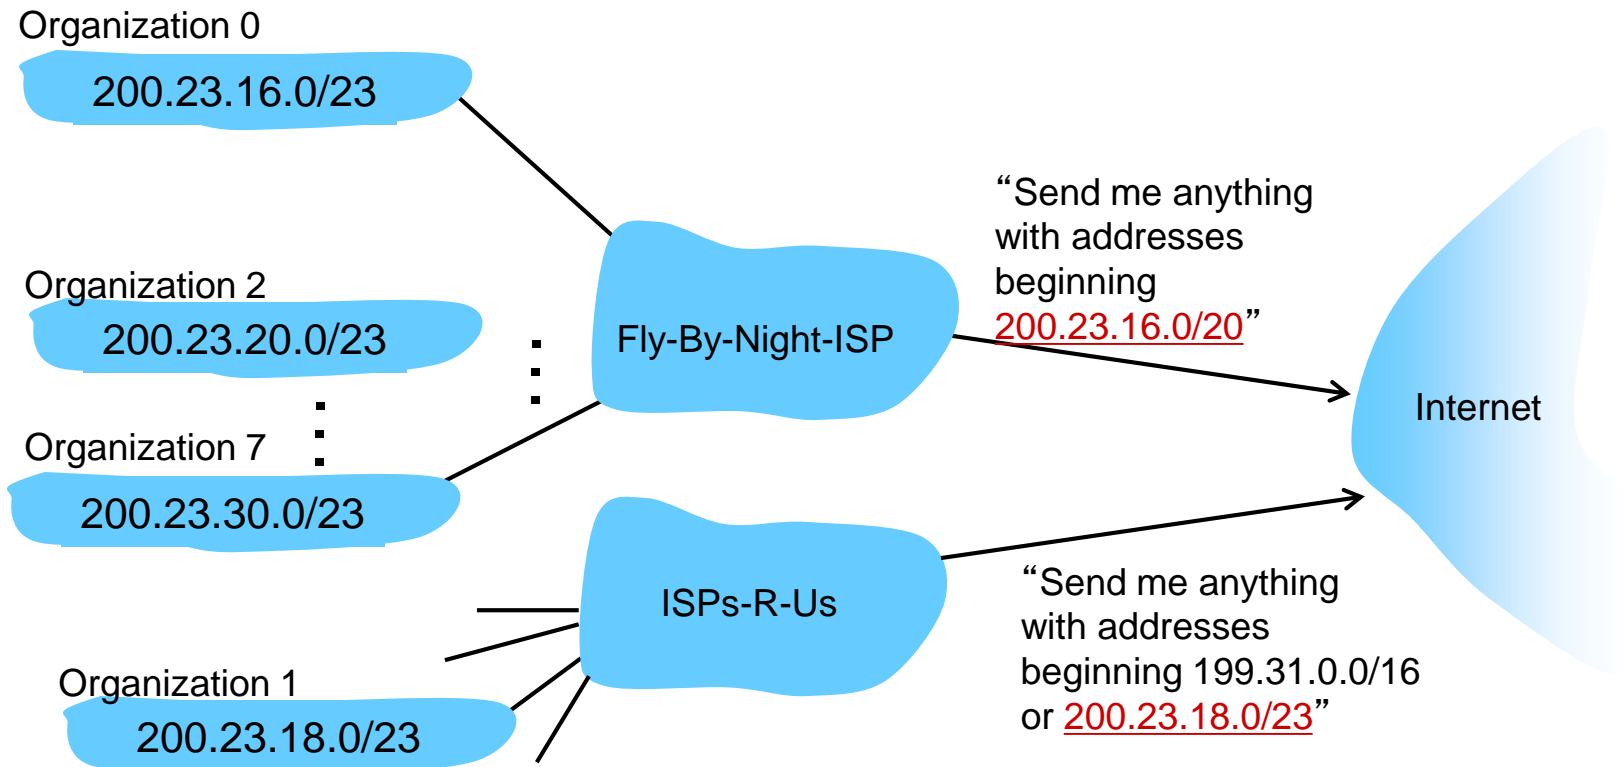 Organization 0
200.23.16.0/23
Organization 2
200.23.20.0/23
Organization 7
200.23.30.0/23
Organization 1
200.23.18.0/23
Fly-By-Night-ISP
ISPs-R-Us
“Send me anything
with addresses
beginning
200.23.16.0/20”
Internet
“Send me anything
with addresses
beginning 199.31.0.0/16
or 200.23.18.0/23”